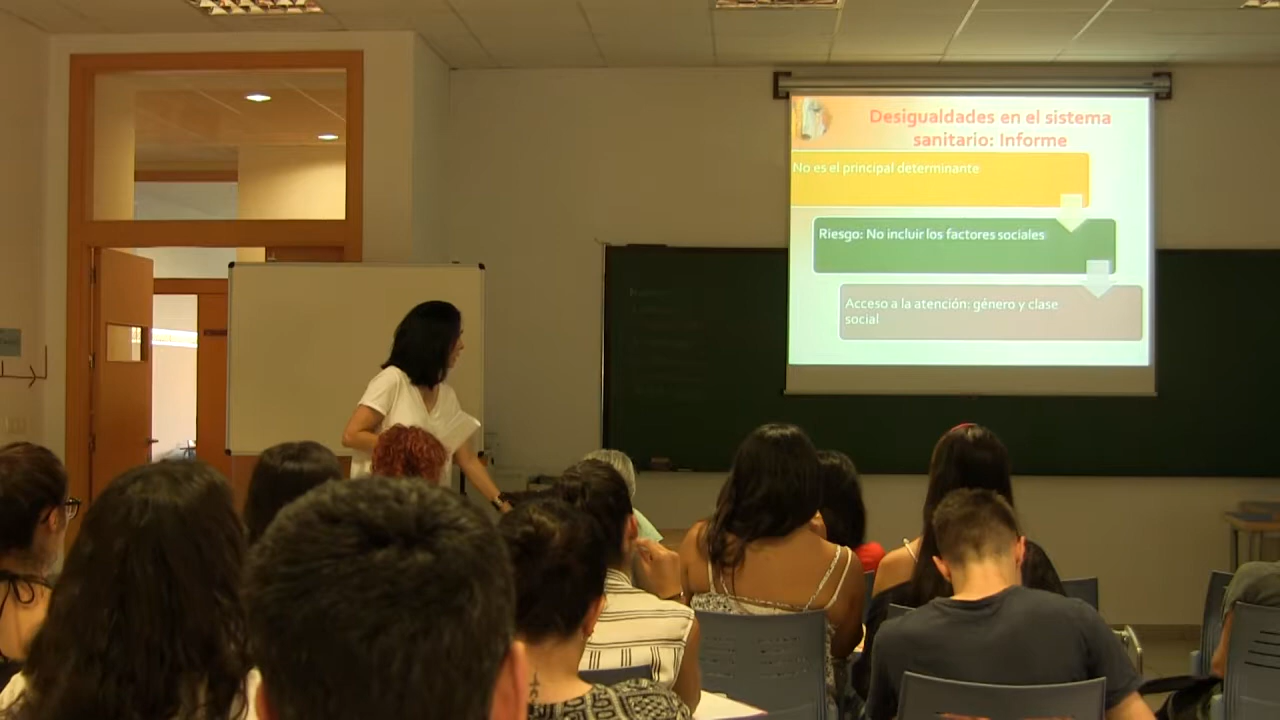 Desigualdades en el sistema
sanitario: Informe
No es el principal determinante
Riesgo: No incluir los factores sociales
Acceso a la atención: género y clase
social